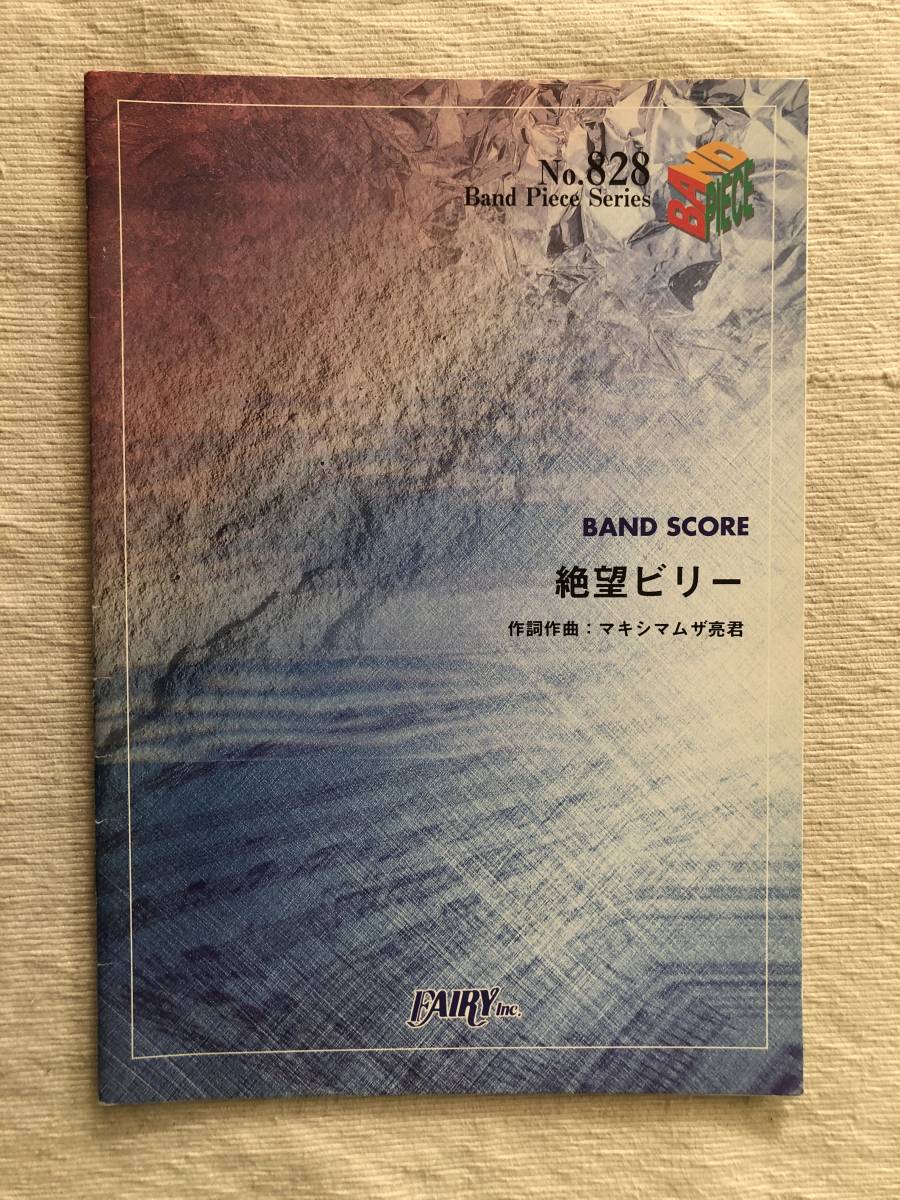 No.828
Band Piece Series
BAND
PIECE
BAND SCORE
絶望ビリー
作詞作曲：マキシマムザ亮君
FAIRY Inc.